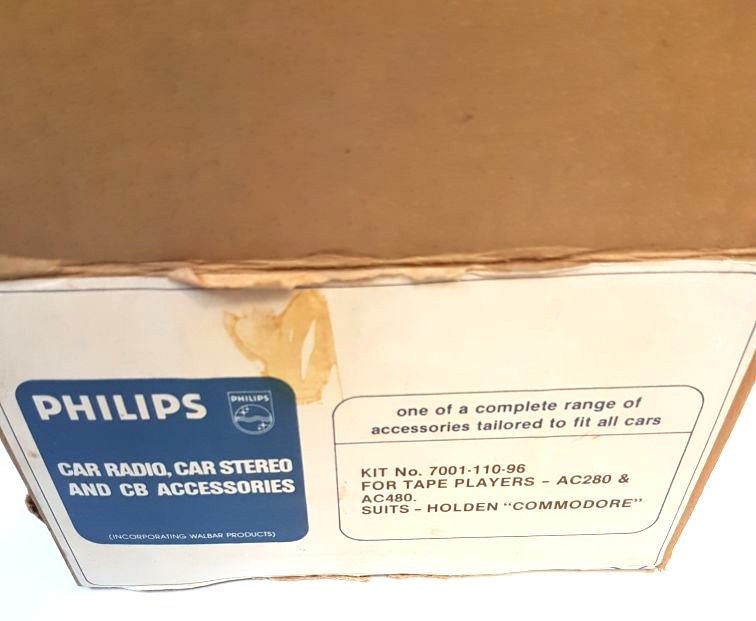 PHILIPS
PHILIPS
CAR RADIO, CAR STEREO
AND CB ACCESSORIES
(INCORPORATING WALBAR PRODUCTS)
one of a complete range of
accessories tailored to fit all cars
KIT No. 7001-110-96
FOR TAPE PLAYERS – AC280 &
AC480.
SUITS – HOLDEN “COMMODORE”